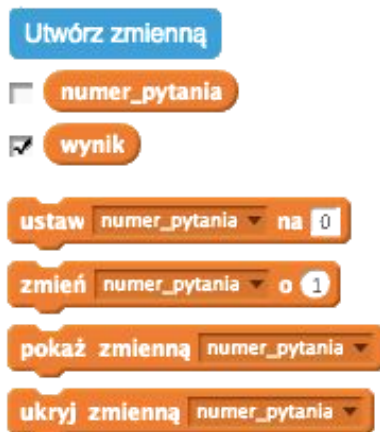 Utwórz zmienną
numer_pytania
wynik
ustaw numer_pytania na 0
zmień numer_pytania o 1
pokaż zmienną numer_pytania
ukryj zmienną numer_pytania